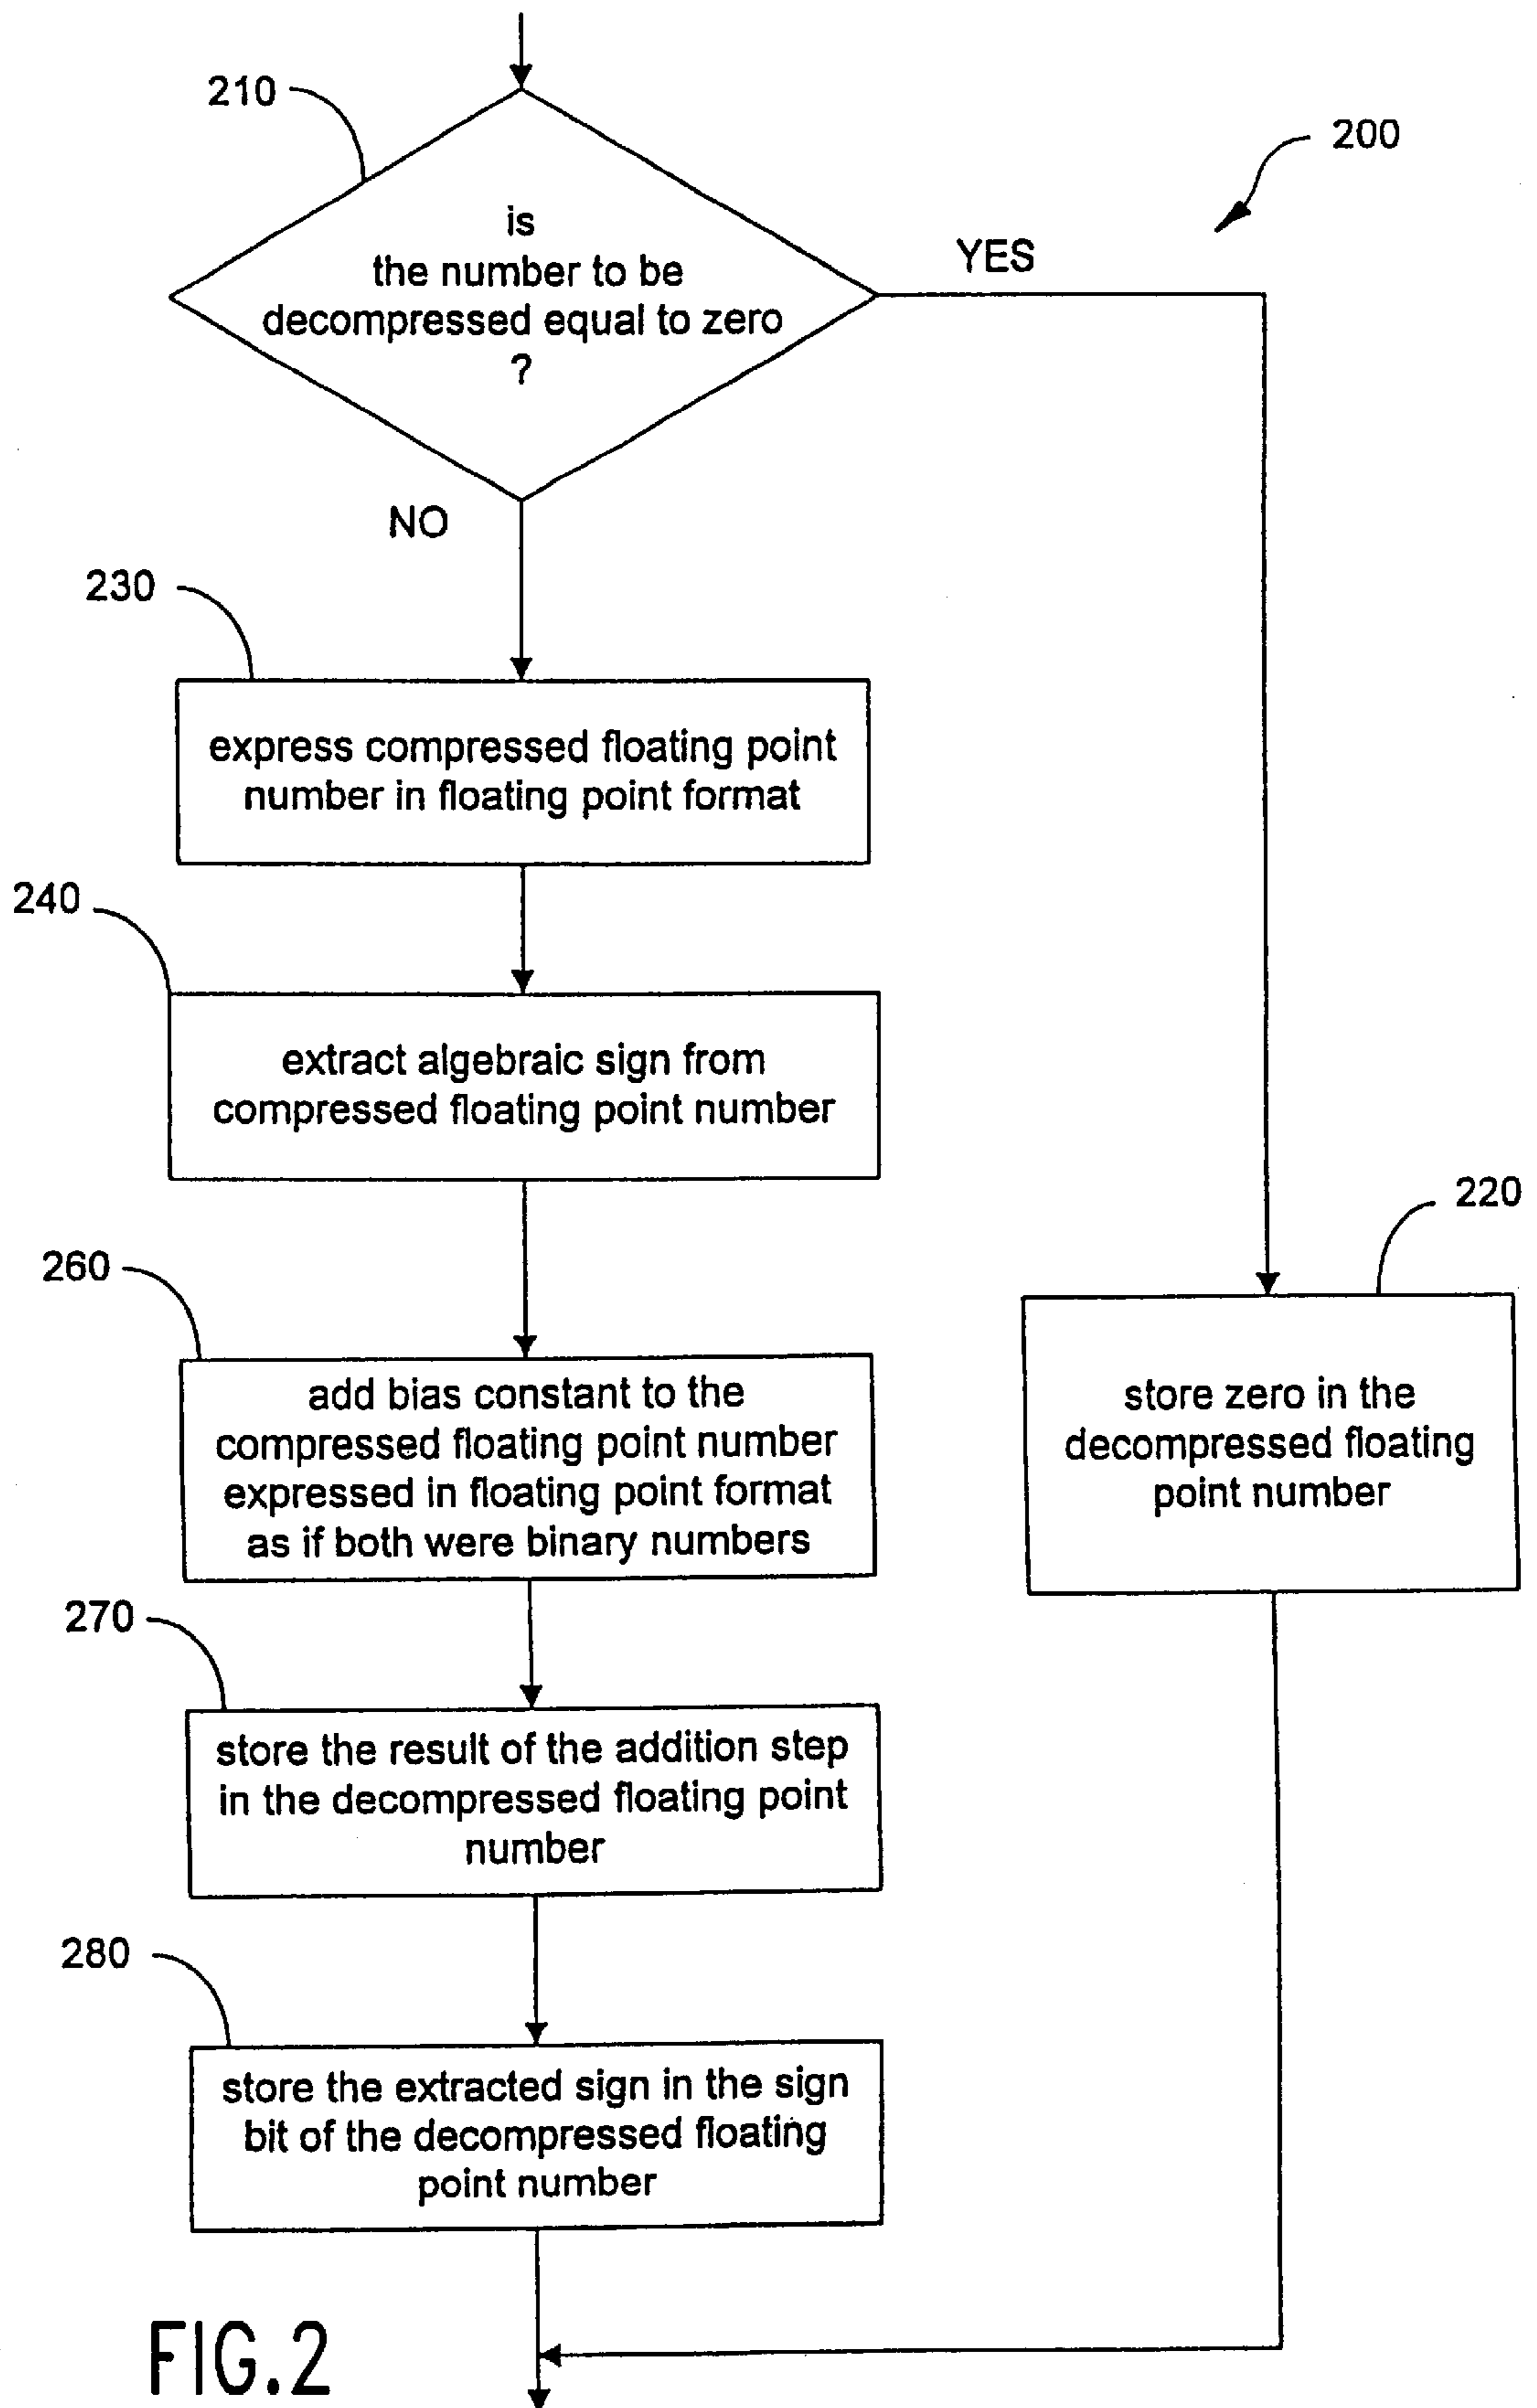 210
200
is
the number to be
decompressed equal to zero
?
YES
NO
230
express compressed floating point
number in floating point format
240
extract algebraic sign from
compressed floating point number
220
260
add bias constant to the
compressed floating point number
expressed in floating point format
as if both were binary numbers
store zero in the
decompressed floating
point number
270
store the result of the addition step
in the decompressed floating point
number
280
store the extracted sign in the sign
bit of the decompressed floating
point number
FIG.2